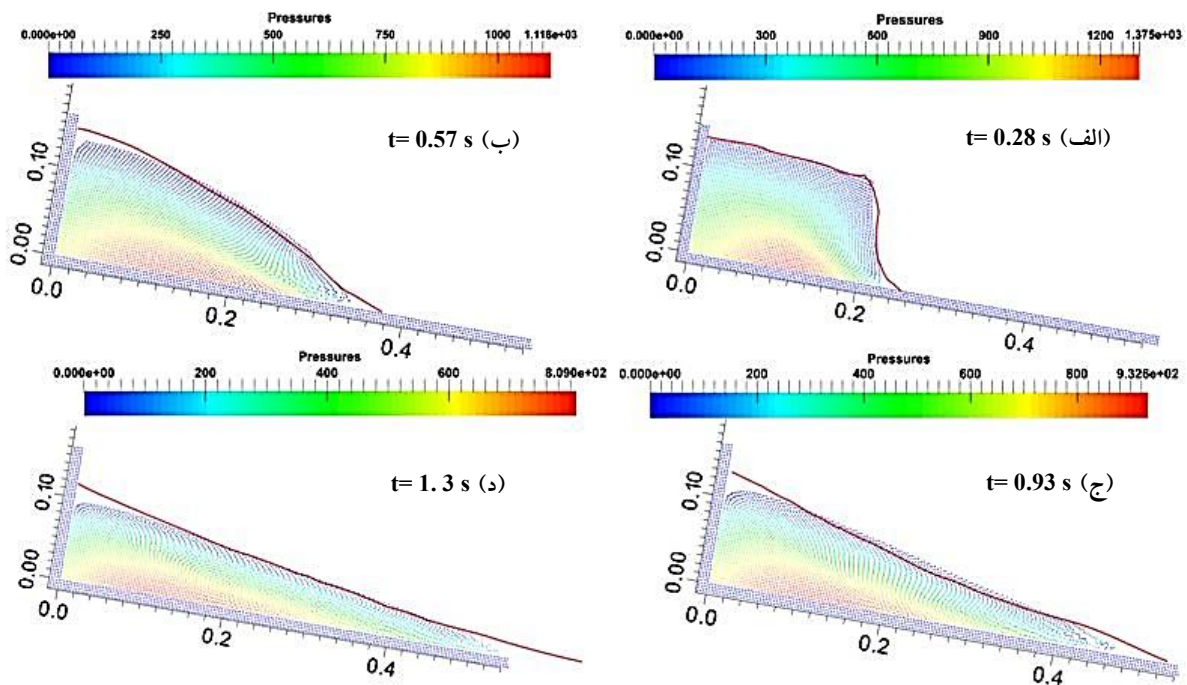 Pressures
0.000e+00 250 500 750 1000 1.116e+03
t= 0.57 s (ب)
0.10
0.00
0.0
0.2
0.4
Pressures
0.000e+00 300 600 900 1200 1.375e+03
t= 0.28 s (الف)
0.10
0.00
0.0
0.2
0.4
Pressures
0.000e+00 200 400 600 8.090e+02
t= 1. 3 s (د)
0.10
0.00
0.0
0.2
0.4
Pressures
0.000e+00 200 400 600 800 9.326e+02
t= 0.93 s (ج)
0.10
0.00
0.0
0.2
0.4